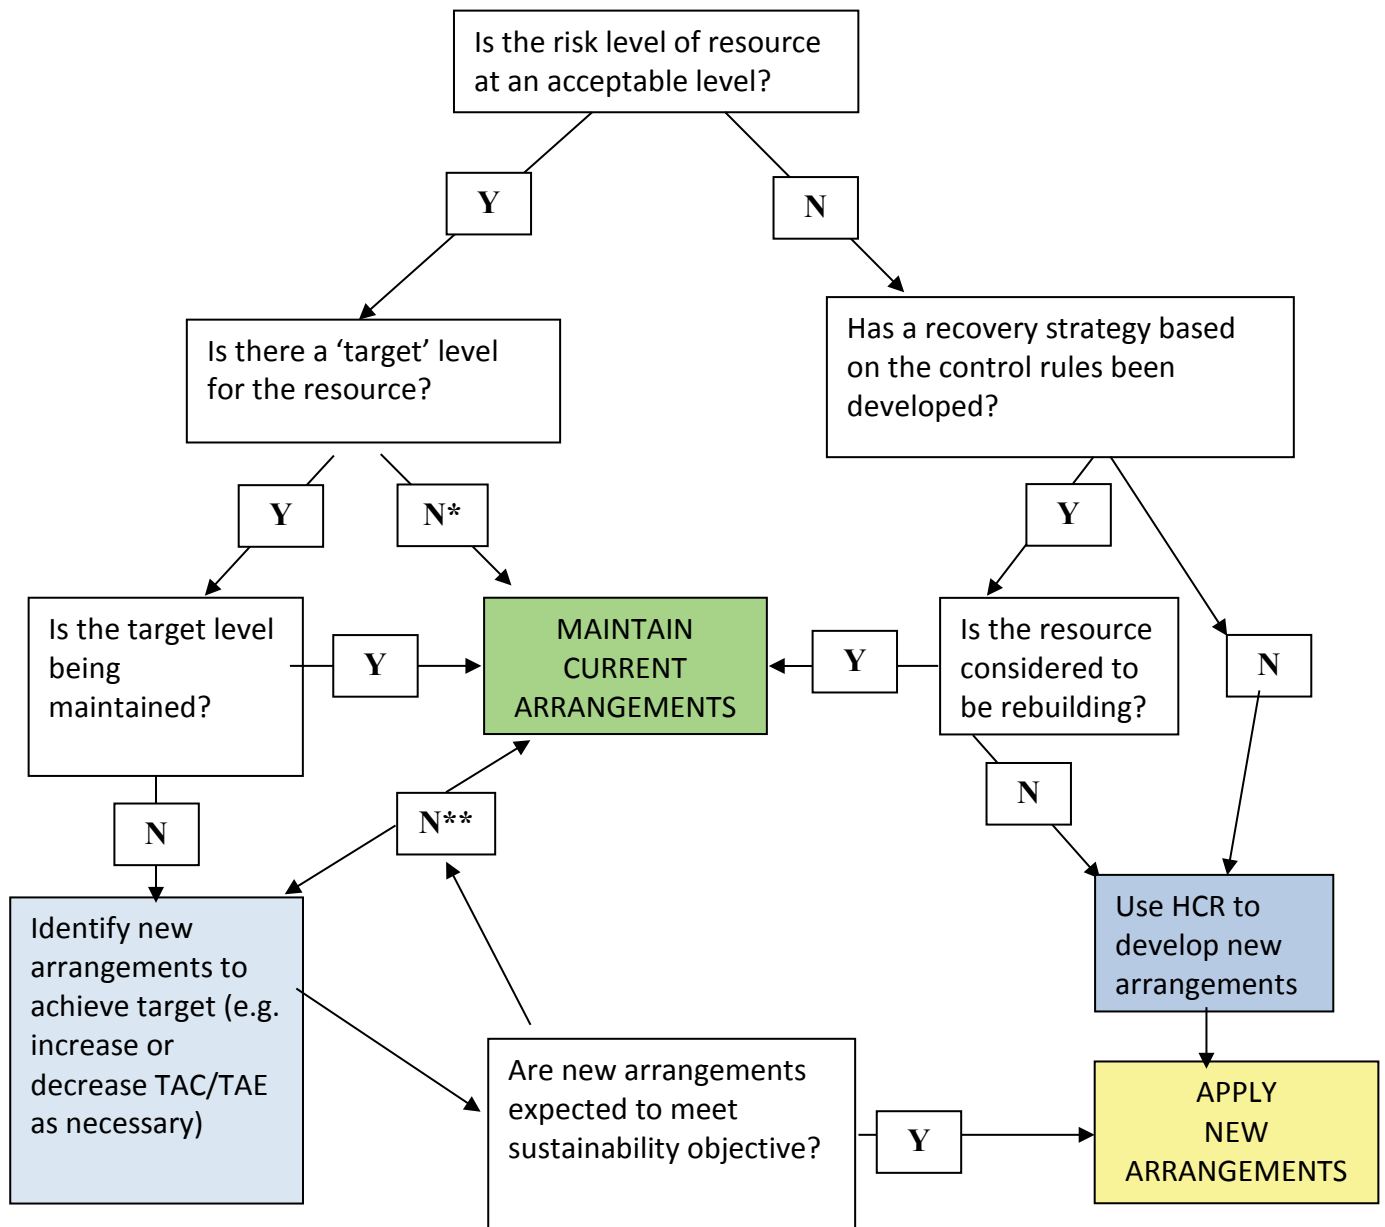 Is the risk level of resource
at an acceptable level?
Y
N
Is there a ‘target’ level
for the resource?
Has a recovery strategy based
on the control rules been
developed?
Y
N*
Y
Is the target level
being
maintained?
Y
MAINTAIN
CURRENT
ARRANGEMENTS
Y
Is the resource
considered to
be rebuilding?
N
N
N**
N
Identify new
arrangements to
achieve target (e.g.
increase or
decrease TAC/TAE
as necessary)
Use HCR to
develop new
arrangements
Are new arrangements
expected to meet
sustainability objective?
Y
APPLY
NEW
ARRANGEMENTS